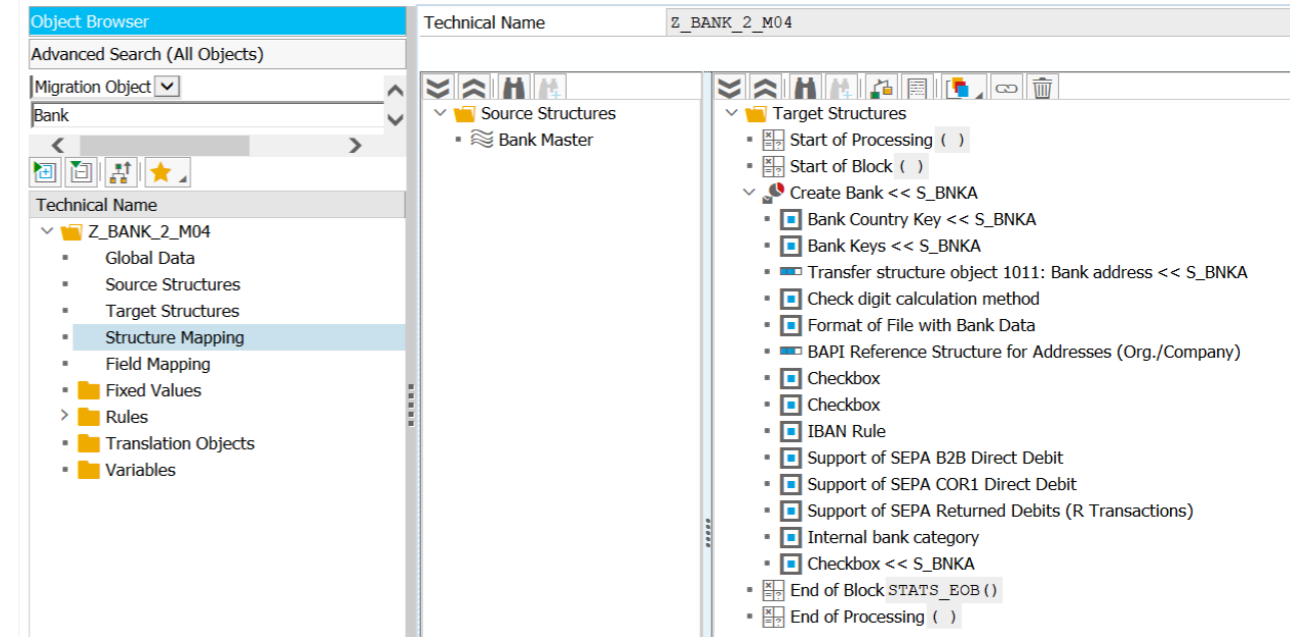 Object Browser
Advanced Search (All Objects)
Migration Object
Bank
Technical Name
Z_BANK_2_M04
Global Data
Source Structures
Target Structures
Structure Mapping
Field Mapping
Fixed Values
Rules
Translation Objects
Variables
Technical Name Z_BANK_2_M04
Source Structures
Bank Master
Target Structures
Start of Processing ( )
Start of Block ( )
Create Bank << S_BNKA
Bank Country Key << S_BNKA
Bank Keys << S_BNKA
Transfer structure object 1011: Bank address << S_BNKA
Check digit calculation method
Format of File with Bank Data
BAPI Reference Structure for Addresses (Org./Company)
Checkbox
Checkbox
IBAN Rule
Support of SEPA B2B Direct Debit
Support of SEPA COR1 Direct Debit
Support of SEPA Returned Debits (R Transactions)
Internal bank category
Checkbox << S_BNKA
End of Block STATS_EOB()
End of Processing ( )